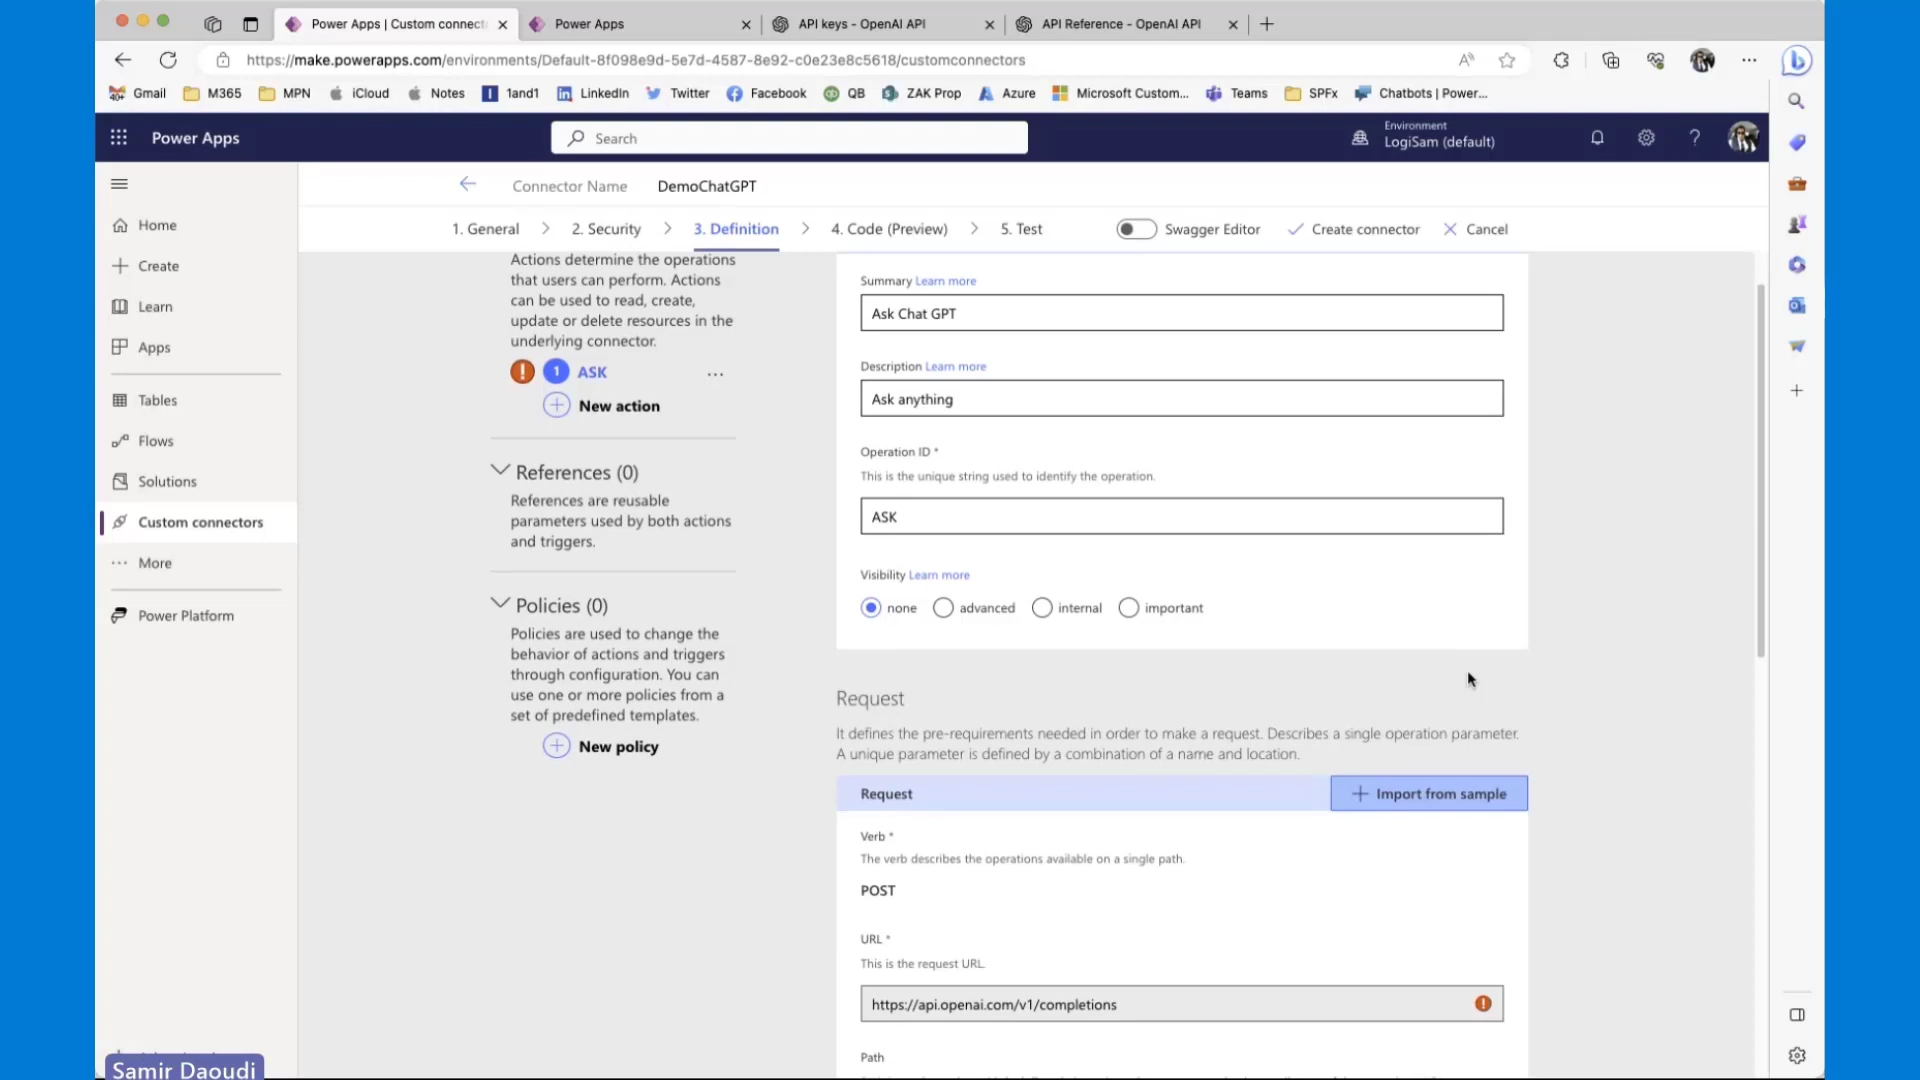 Power Apps | Custom connect
Power Apps
API keys - OpenAI API
API Reference - OpenAI API
https://make.powerapps.com/environments/Default-8f098e9d-5e7d-4587-8e92-c0e23e8c5618/customconnectors
40+
Gmail
M365
MPN
iCloud
Notes
1and1
LinkedIn
Twitter
Facebook
QB
ZAK Prop
Azure
Microsoft Custom...
Teams
SPFx
Chatbots | Power...
Power Apps
Search
Environment
LogiSam (default)
Home
Create
Learn
Apps
Tables
Flows
Solutions
Custom connectors
More
Power Platform
Connector Name
DemoChatGPT
1. General
2. Security
3. Definition
4. Code (Preview)
5. Test
Swagger Editor
Create connector
Cancel
Actions determine the operations
that users can perform. Actions
can be used to read, create,
update or delete resources in the
underlying connector.
1 ASK
...
New action
References (0)
References are reusable
parameters used by both actions
and triggers.
Policies (0)
Policies are used to change the
behavior of actions and triggers
through configuration. You can
use one or more policies from a
set of predefined templates.
New policy
Summary Learn more
Ask Chat GPT
Description Learn more
Ask anything
Operation ID *
This is the unique string used to identify the operation.
ASK
Visibility Learn more
none
advanced
internal
important
Request
It defines the pre-requirements needed in order to make a request. Describes a single operation parameter.
A unique parameter is defined by a combination of a name and location.
Request
Import from sample
Verb *
The verb describes the operations available on a single path.
POST
URL *
This is the request URL.
https://api.openai.com/v1/completions
Path
Samir Daoudi